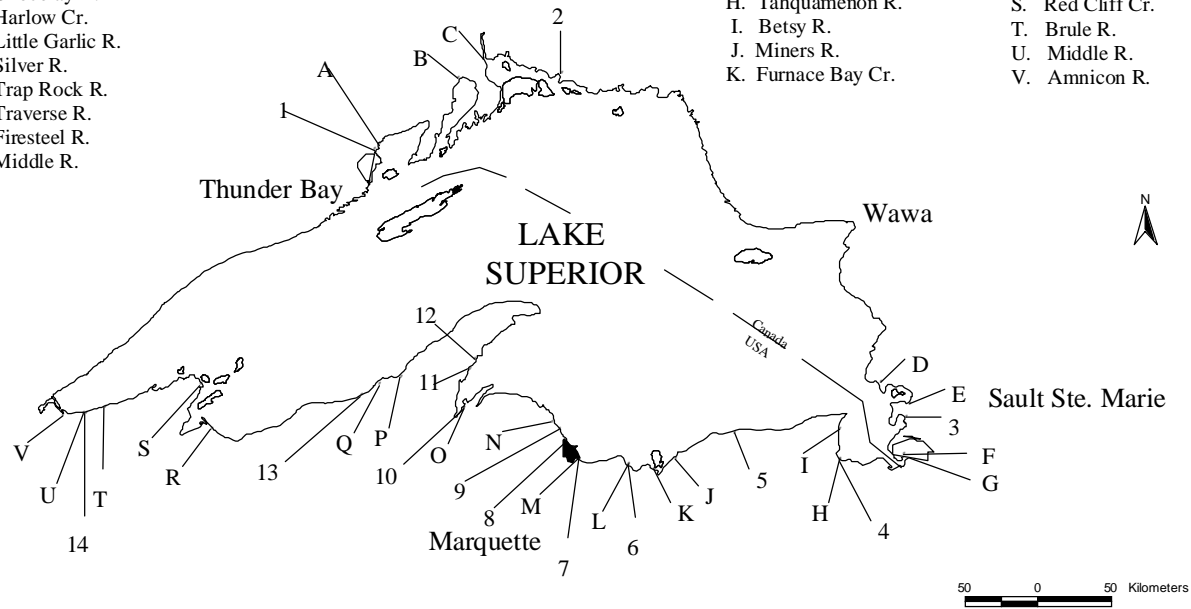 Harlow Cr.
Little Garlic R.
Silver R.
Trap Rock R.
Traverse R.
Firesteel R.
Middle R.
H. Tahquamenon R.
I. Betsy R.
J. Miners R.
K. Furnace Bay Cr.
S. Red Cliff Cr.
T. Brule R.
U. Middle R.
V. Amnicon R.
2
C
B
A
1
Thunder Bay
Wawa
N
LAKE
SUPERIOR
Canada
USA
12
11
D
E
Sault Ste. Marie
3
F
G
V
U
T
S
R
14
13
Q
P
10
O
N
9
8
M
Marquette
7
L
6
K
J
5
I
H
4
50 0 50 Kilometers